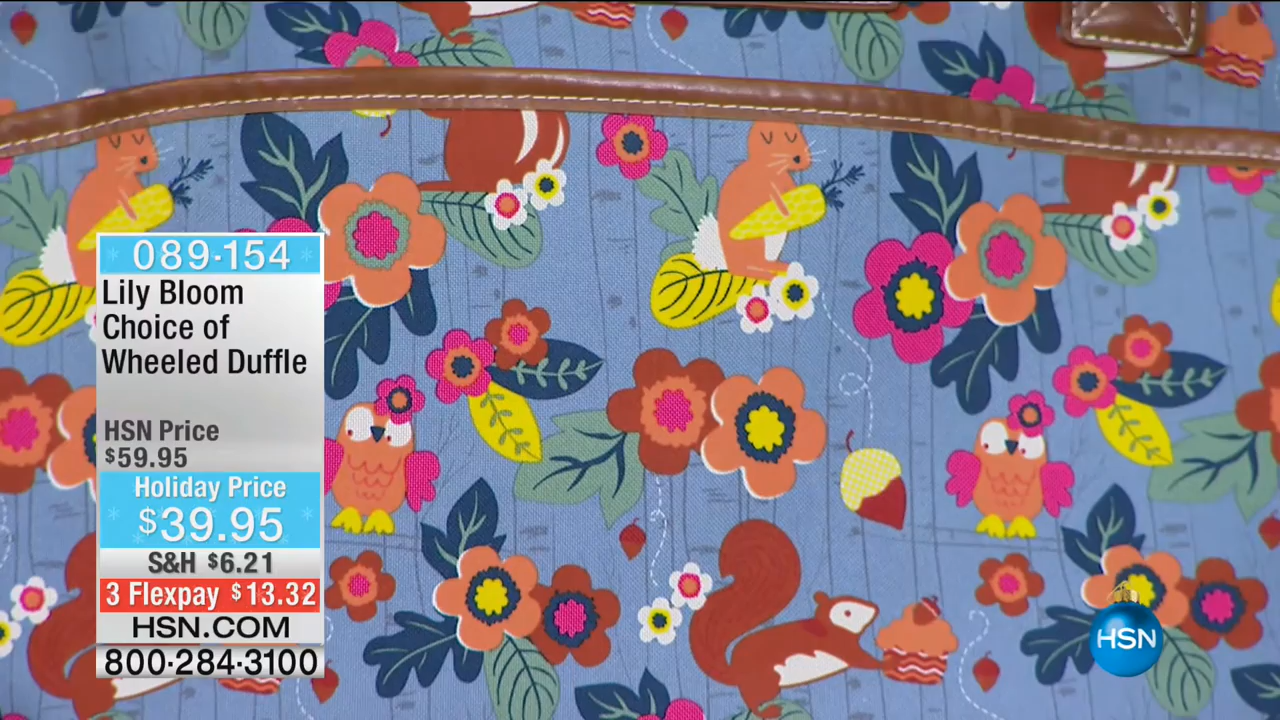 089·154
Lily Bloom
Choice of
Wheeled Duffle
HSN Price
$59.95
Holiday Price
$39.95
S&H $6.21
3 Flexpay $13.32
HSN.COM
800·284·3100
HSN